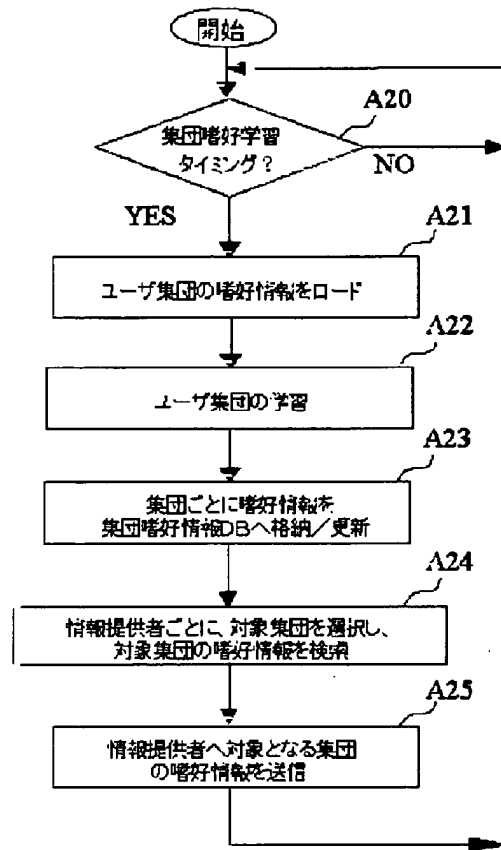 開始
A20
集団嗜好学習
タイミング?
NO
YES
A21
ユーザ集団の嗜好情報をロード
A22
ユーザ集団の学習
A23
集団ごとに嗜好情報を
集団嗜好情報DBへ格納/更新
A24
情報提供者ごとに、対象集団を選択し、
対象集団の嗜好情報を検索
A25
情報提供者へ対象となる集団
の嗜好情報を送信